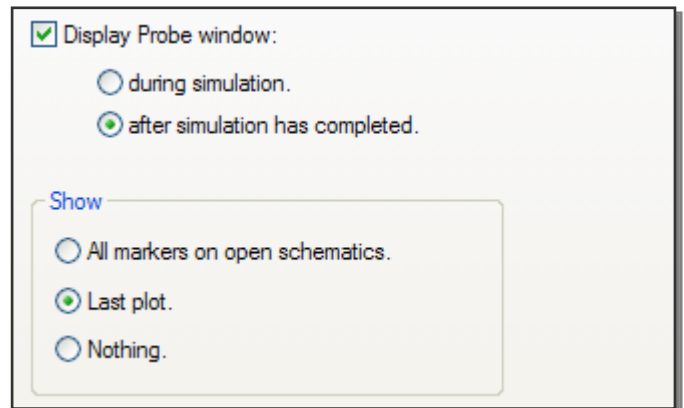 Display Probe window:
during simulation.
after simulation has completed.
Show
All markers on open schematics.
Last plot.
Nothing.